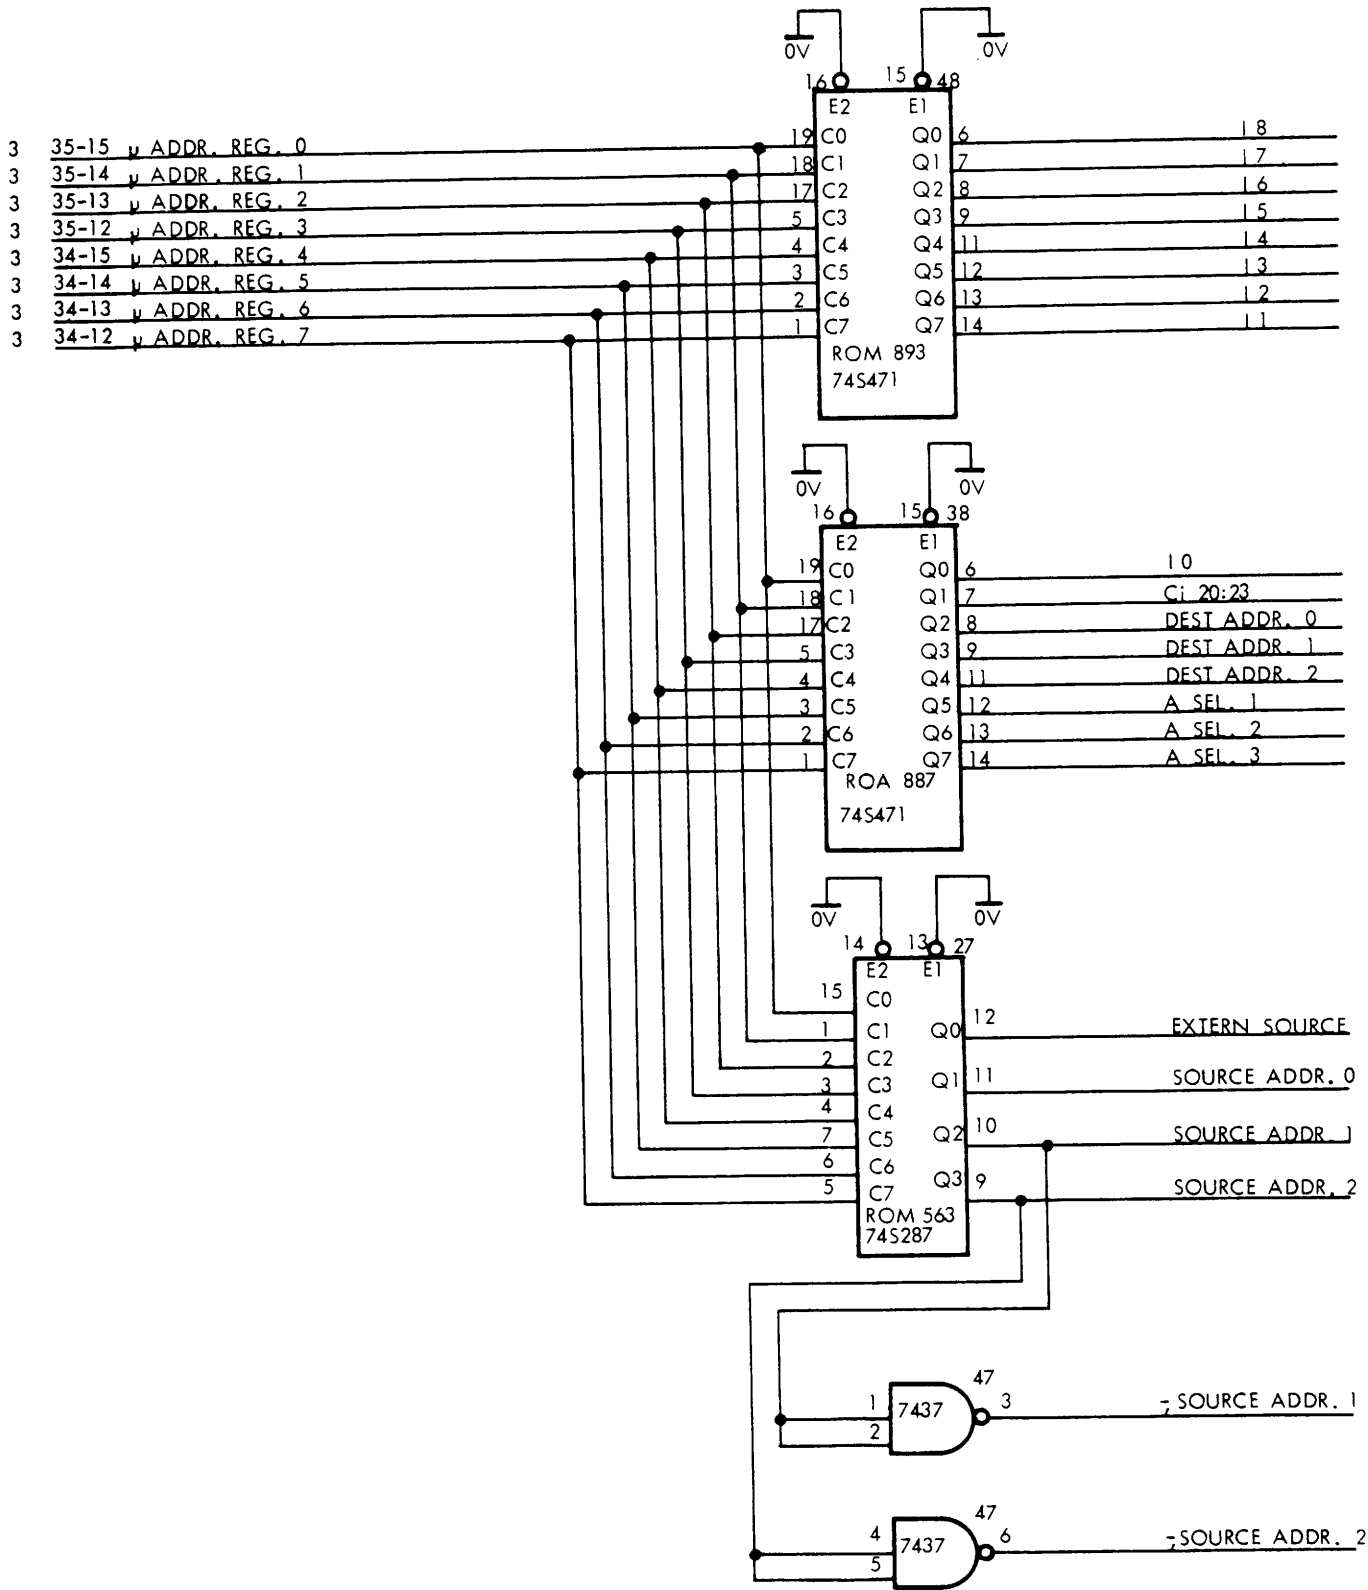 0V 0V
16 15 48
E2 E1
3 35-15 μ ADDR. REG. 0 19 C0 Q0 6 I8
3 35-14 μ ADDR. REG. 1 18 C1 Q1 7 I7
3 35-13 μ ADDR. REG. 2 17 C2 Q2 8 I6
3 35-12 μ ADDR. REG. 3 5 C3 Q3 9 I5
3 34-15 μ ADDR. REG. 4 4 C4 Q4 11 I4
3 34-14 μ ADDR. REG. 5 3 C5 Q5 12 I3
3 34-13 μ ADDR. REG. 6 2 C6 Q6 13 I2
3 34-12 μ ADDR. REG. 7 1 C7 Q7 14 I1
ROM 893
74S471
0V 0V
16 15 38
E2 E1
19 C0 Q0 6 I0
18 C1 Q1 7 Ci 20:23
17 C2 Q2 8 DEST ADDR. 0
5 C3 Q3 9 DEST ADDR. 1
4 C4 Q4 11 DEST ADDR. 2
3 C5 Q5 12 A SEL. 1
2 C6 Q6 13 A SEL. 2
1 C7 Q7 14 A SEL. 3
ROA 887
74S471
0V 0V
14 13 27
E2 E1
15 C0
1 C1 Q0 12 EXTERN SOURCE
2 C2
3 C3 Q1 11 SOURCE ADDR. 0
4 C4
7 C5 Q2 10 SOURCE ADDR. 1
6 C6
5 C7 Q3 9 SOURCE ADDR. 2
ROM 563
74S287
47
1 7437 3 -,SOURCE ADDR. 1
2
47
4 7437 6 -,SOURCE ADDR. 2
5